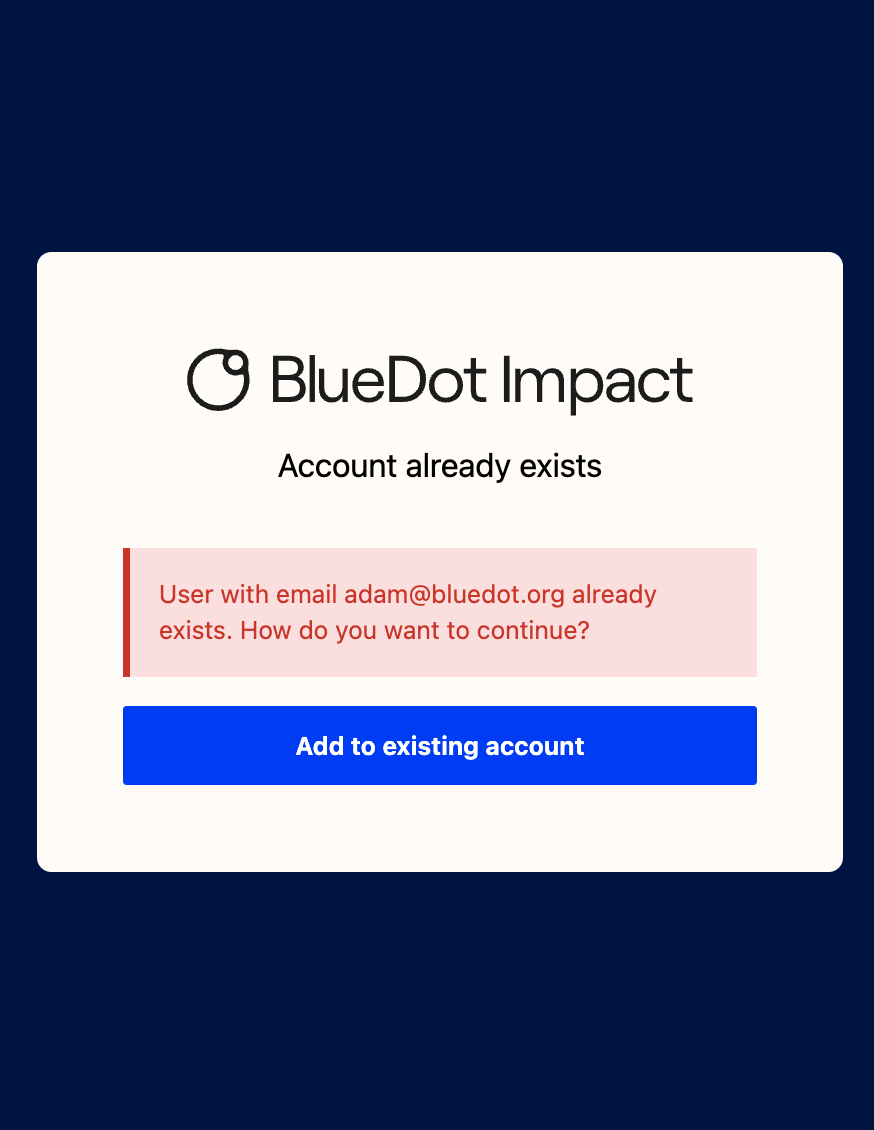 BlueDot Impact
Account already exists
User with email adam@bluedot.org already
exists. How do you want to continue?
Add to existing account